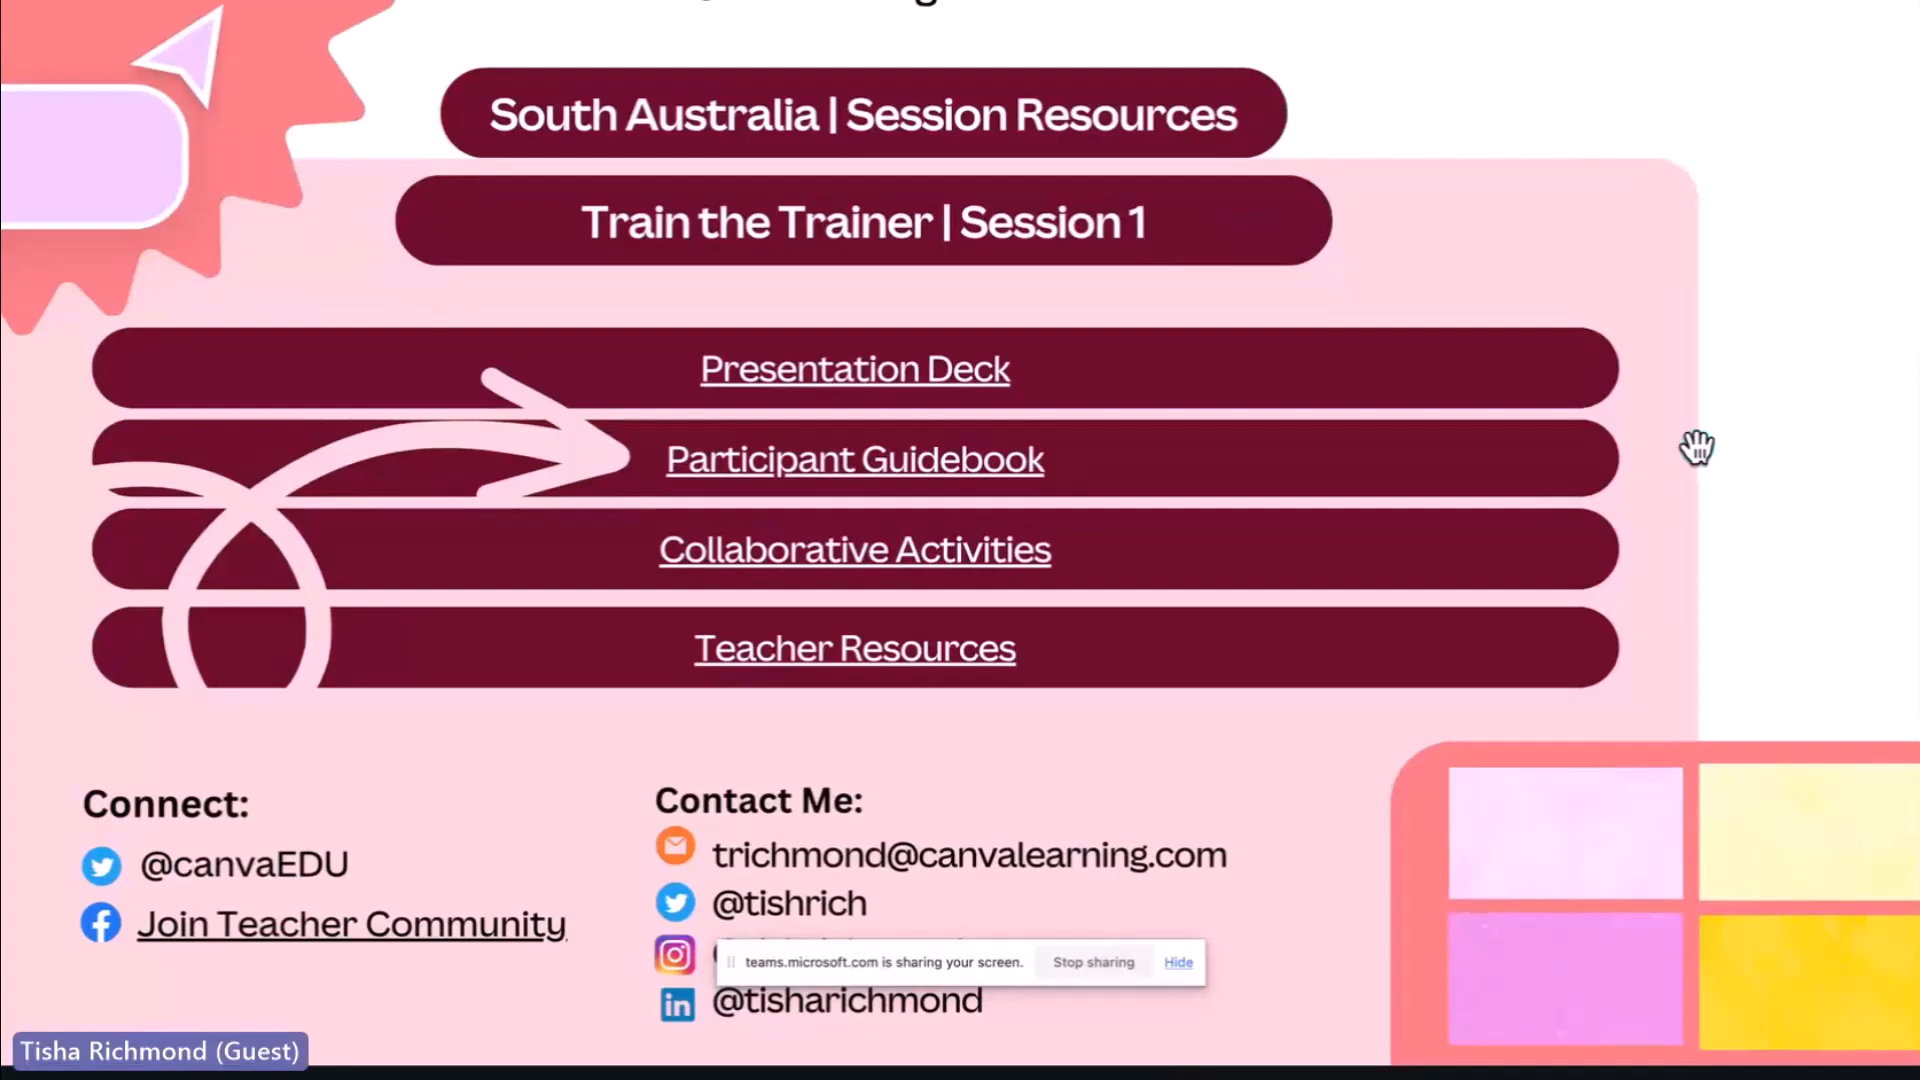 South Australia | Session Resources
Train the Trainer | Session 1
Presentation Deck
Participant Guidebook
Collaborative Activities
Teacher Resources
Connect:
@canvaEDU
Join Teacher Community
Contact Me:
trichmond@canvalearning.com
@tishrich
teams.microsoft.com is sharing your screen. Stop sharing Hide
@tisharichmond
Tisha Richmond (Guest)